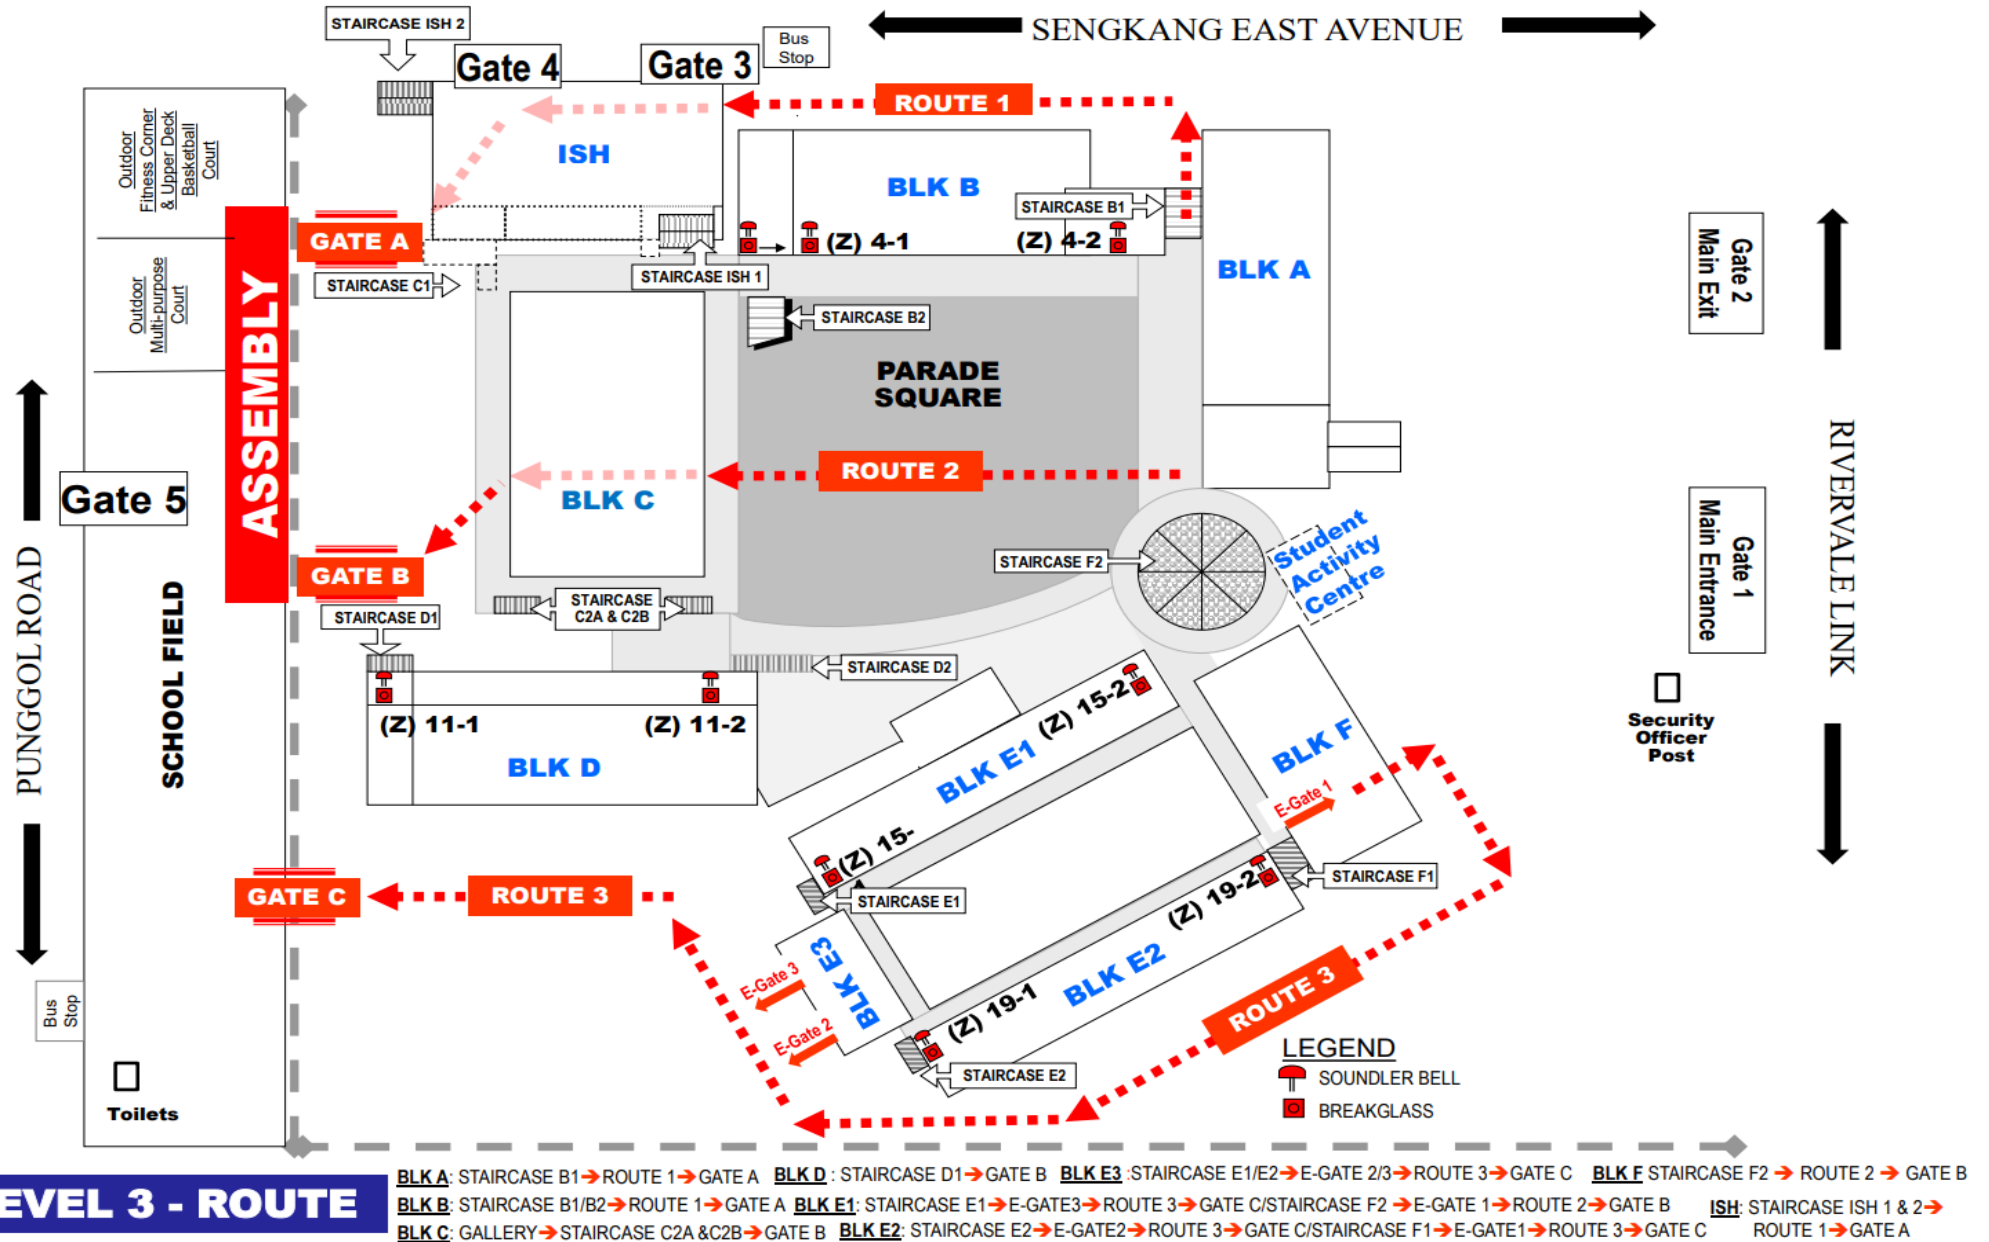 STAIRCASE ISH 2
Gate 4
Gate 3
Bus
Stop
SENGKANG EAST AVENUE
ROUTE 1
Outdoor
Fitness Corner
& Upper Deck
Basketball
Court
ISH
BLK B
STAIRCASE B1
(Z) 4-1
(Z) 4-2
GATE A
STAIRCASE C1
STAIRCASE ISH 1
BLK A
Gate 2
Main Exit
Outdoor
Multi-purpose
Court
STAIRCASE B2
PARADE
SQUARE
ASSEMBLY
ROUTE 2
BLK C
Gate 5
RIVERVALE LINK
Gate 1
Main Entrance
STAIRCASE F2
Student
Activity
Centre
GATE B
STAIRCASE
C2A & C2B
STAIRCASE D1
PUNGGOL ROAD
SCHOOL FIELD
STAIRCASE D2
(Z) 11-1
(Z) 11-2
BLK D
(Z) 15-2
BLK E1
BLK F
Security
Officer
Post
E-Gate 1
(Z) 15-
STAIRCASE F1
GATE C
ROUTE 3
STAIRCASE E1
(Z) 19-2
BLK E3
BLK E2
E-Gate 3
E-Gate 2
(Z) 19-1
ROUTE 3
Bus
Stop
STAIRCASE E2
Toilets
LEGEND
SOUNDLER BELL
BREAKGLASS
EVEL 3 - ROUTE
BLK A: STAIRCASE B1➔ROUTE 1➔GATE A BLK D : STAIRCASE D1➔GATE B BLK E3 :STAIRCASE E1/E2➔E-GATE 2/3➔ROUTE 3➔GATE C BLK F STAIRCASE F2 ➔ ROUTE 2 ➔ GATE B
BLK B: STAIRCASE B1/B2➔ROUTE 1➔GATE A BLK E1: STAIRCASE E1➔E-GATE3➔ROUTE 3➔GATE C/STAIRCASE F2 ➔E-GATE 1➔ROUTE 2➔GATE B ISH: STAIRCASE ISH 1 & 2➔
BLK C: GALLERY➔STAIRCASE C2A &C2B➔GATE B BLK E2: STAIRCASE E2➔E-GATE2➔ROUTE 3➔GATE C/STAIRCASE F1➔E-GATE1➔ROUTE 3➔GATE C ROUTE 1➔GATE A